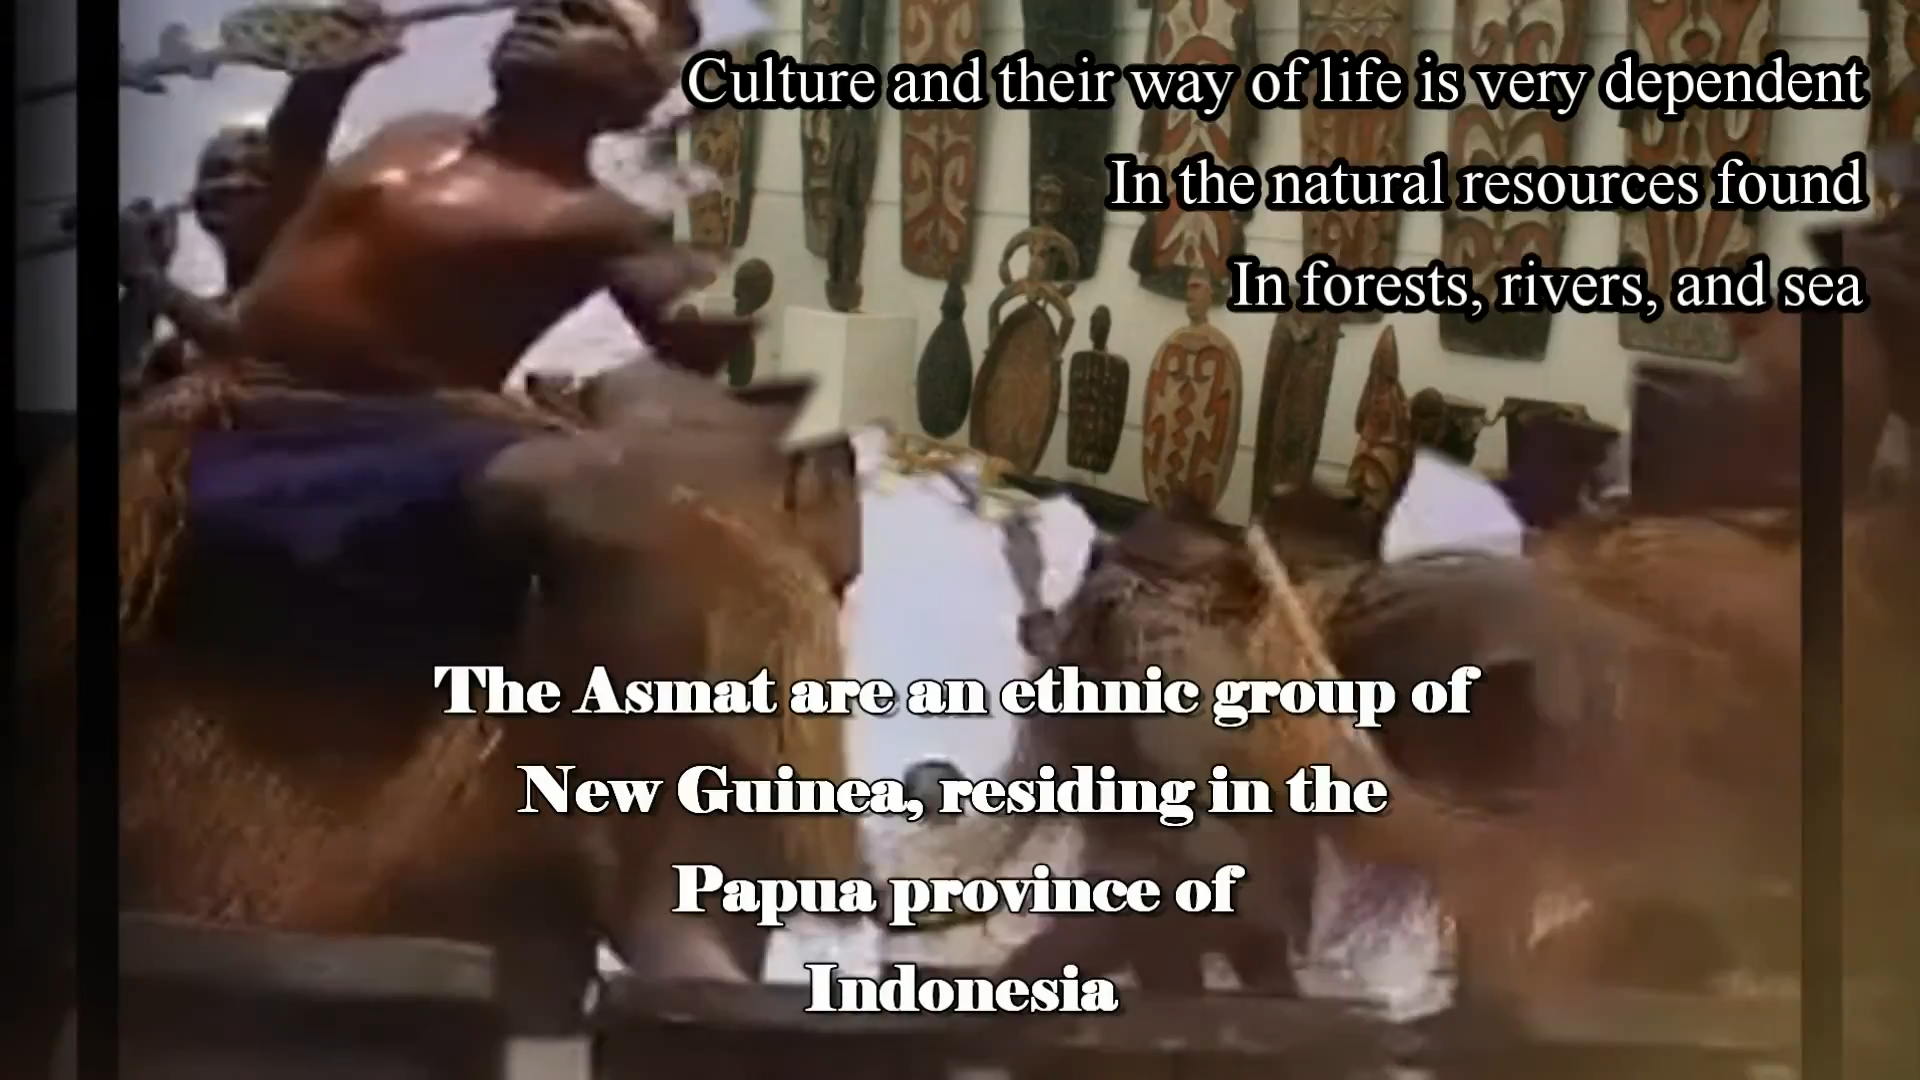 Culture and their way of life is very dependent
In the natural resources found
In forests, rivers, and sea
The Asmat are an ethnic group of
New Guinea, residing in the
Papua province of
Indonesia